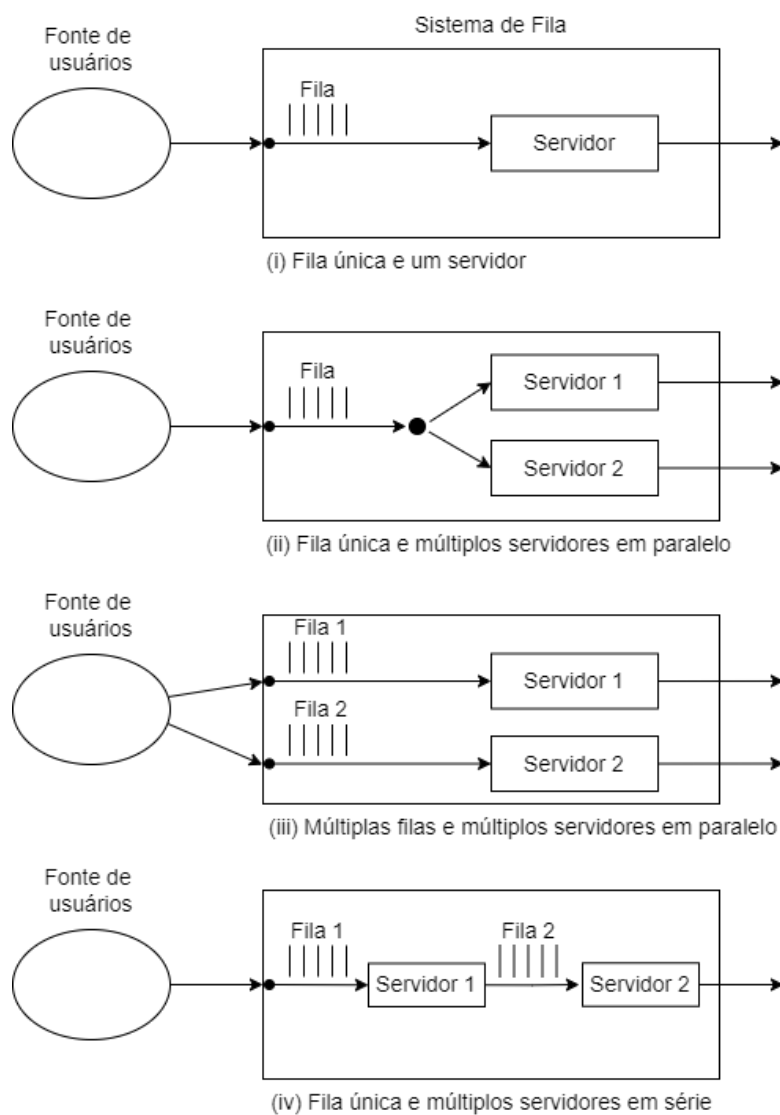 Sistema de Fila
Fonte de
usuários
Fila
Servidor
(i) Fila única e um servidor
Fonte de
usuários
Fila
Servidor 1
Servidor 2
(ii) Fila única e múltiplos servidores em paralelo
Fonte de
usuários
Fila 1
Servidor 1
Fila 2
Servidor 2
(iii) Múltiplas filas e múltiplos servidores em paralelo
Fonte de
usuários
Fila 1
Servidor 1
Fila 2
Servidor 2
(iv) Fila única e múltiplos servidores em série